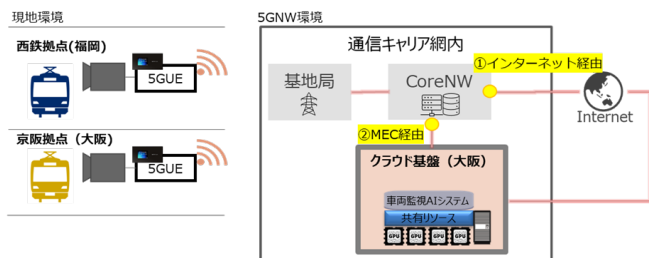 現地環境
西鉄拠点(福岡)
5GUE
京阪拠点（大阪）
5GUE
5GNW環境
通信キャリア網内
①インターネット経由
基地局
CoreNW
Internet
②MEC経由
クラウド基盤（大阪）
車両監視AIシステム
共有リソース
GPU GPU GPU GPU